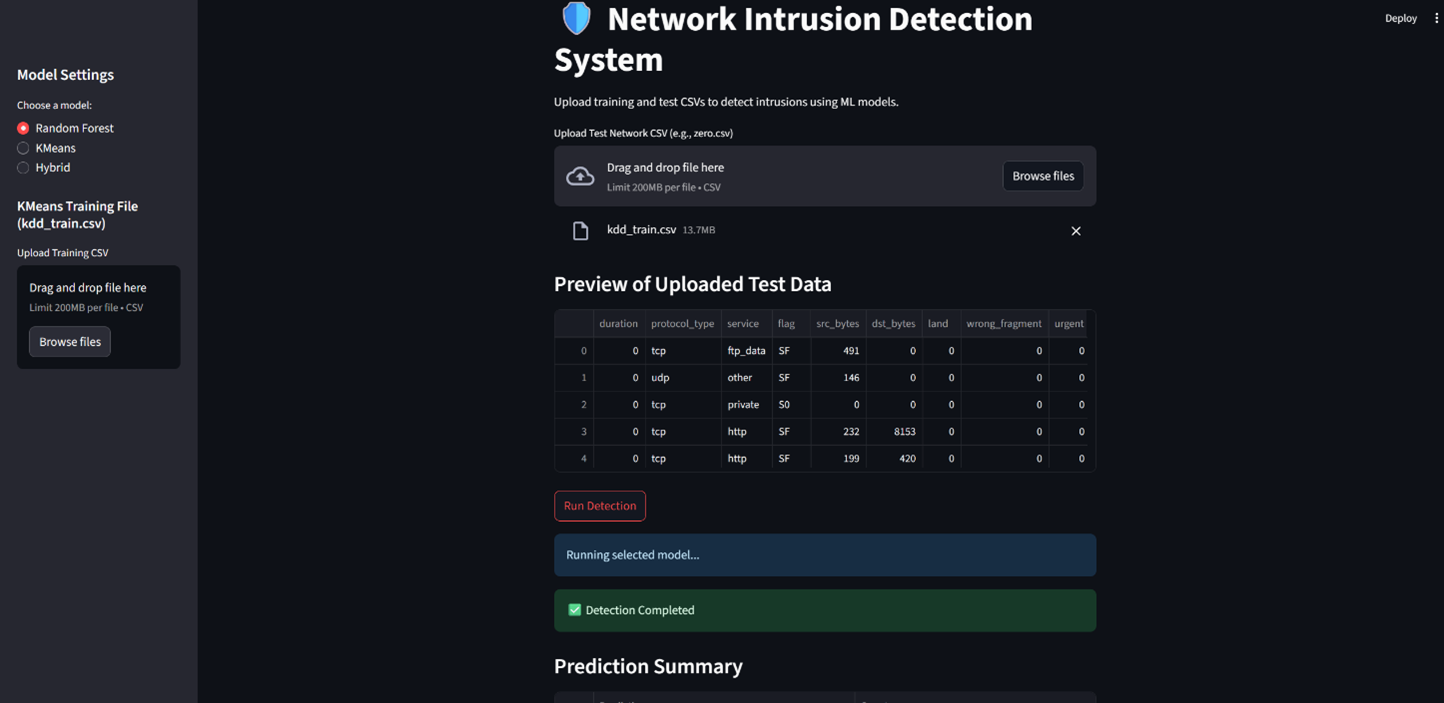 Deploy
Model Settings
Choose a model:
Random Forest
KMeans
Hybrid
KMeans Training File
(kdd_train.csv)
Upload Training CSV
Drag and drop file here
Limit 200MB per file • CSV
Browse files
Network Intrusion Detection
System
Upload training and test CSVs to detect intrusions using ML models.
Upload Test Network CSV (e.g., zero.csv)
Drag and drop file here
Limit 200MB per file • CSV
Browse files
kdd_train.csv 13.7MB
Preview of Uploaded Test Data
duration protocol_type service flag src_bytes dst_bytes land wrong_fragment urgent
0 0 tcp ftp_data SF 491 0 0 0 0
1 0 udp other SF 146 0 0 0 0
2 0 tcp private S0 0 0 0 0 0
3 0 tcp http SF 232 8153 0 0 0
4 0 tcp http SF 199 420 0 0 0
Run Detection
Running selected model...
Detection Completed
Prediction Summary